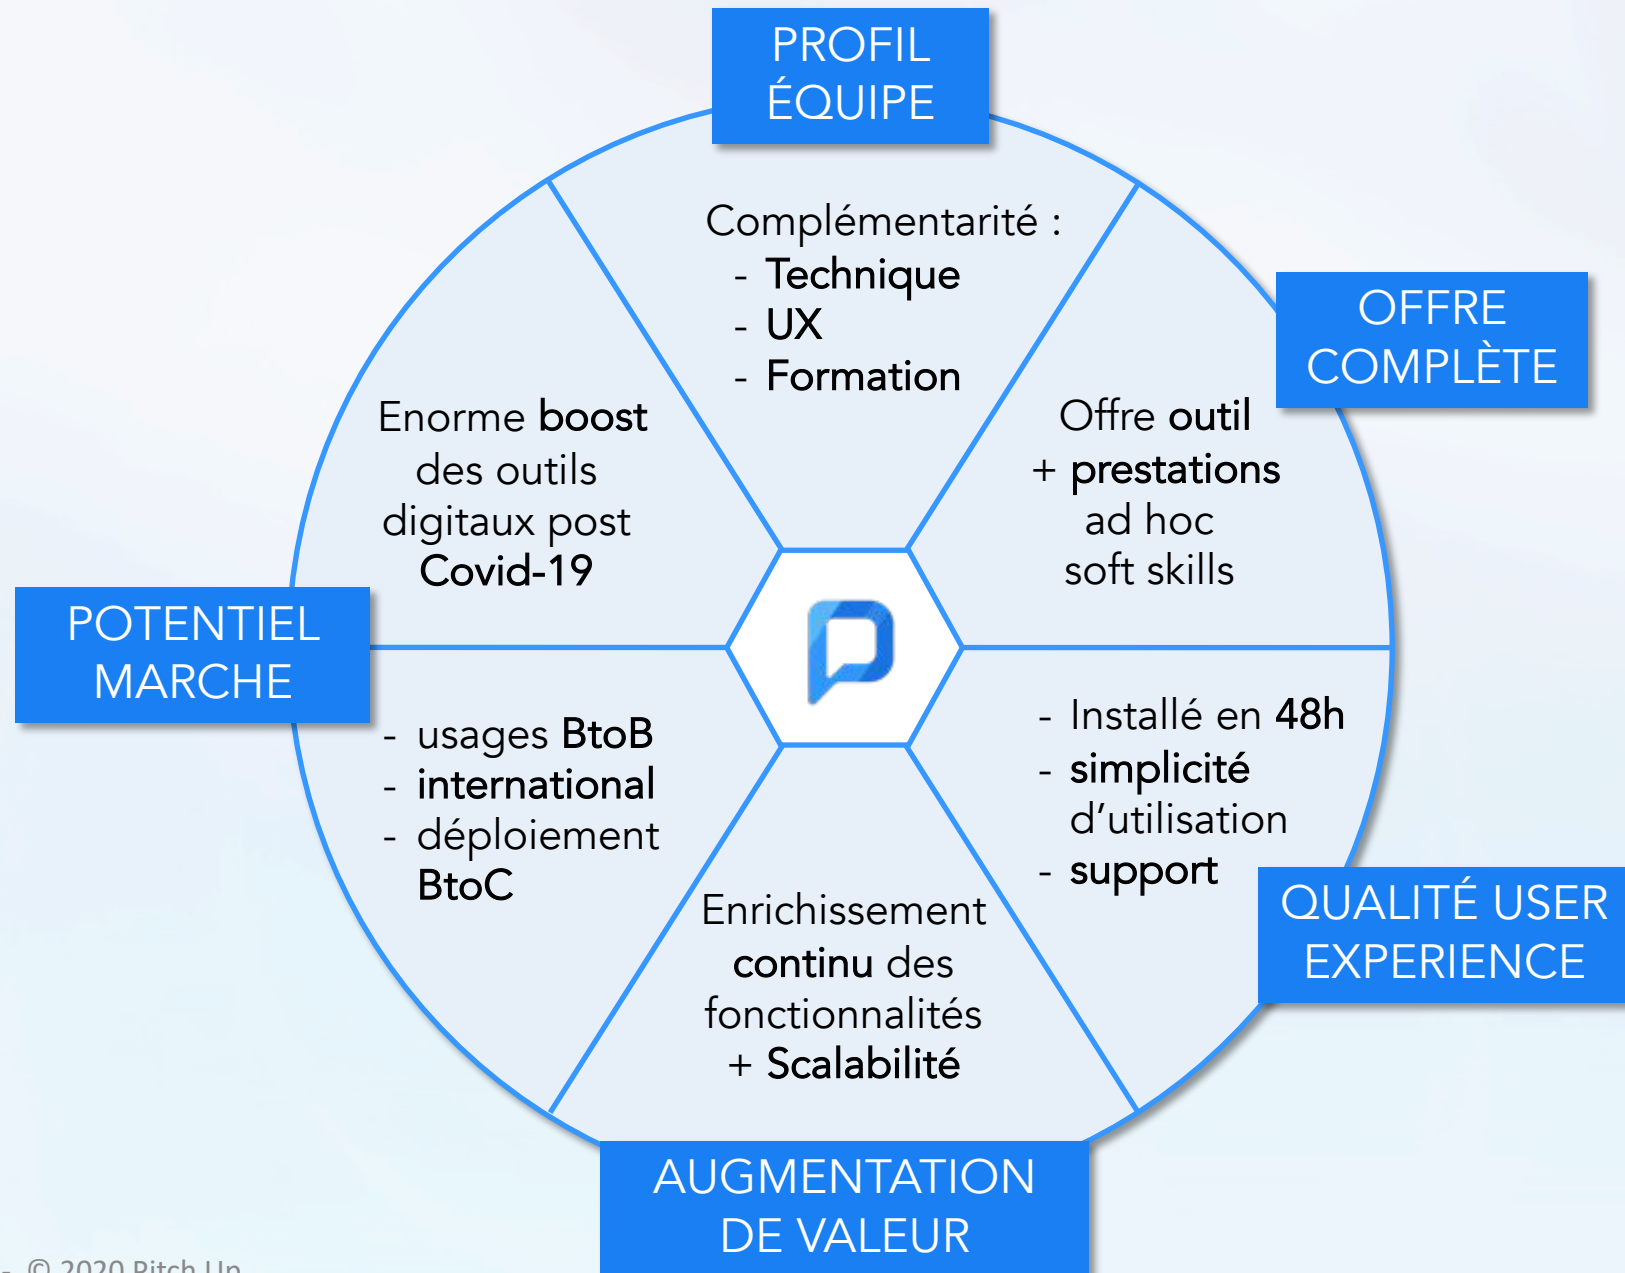 PROFIL
ÉQUIPE
Complémentarité :
- Technique
- UX
- Formation
OFFRE
COMPLÈTE
Offre outil
+ prestations
ad hoc
soft skills
QUALITÉ USER
EXPERIENCE
- Installé en 48h
- simplicité
d’utilisation
- support
AUGMENTATION
DE VALEUR
Enrichissement
continu des
fonctionnalités
+ Scalabilité
POTENTIEL
MARCHE
Enorme boost
des outils
digitaux post
Covid-19
- usages BtoB
- international
- déploiement
BtoC
- © 2020 Pitch Up